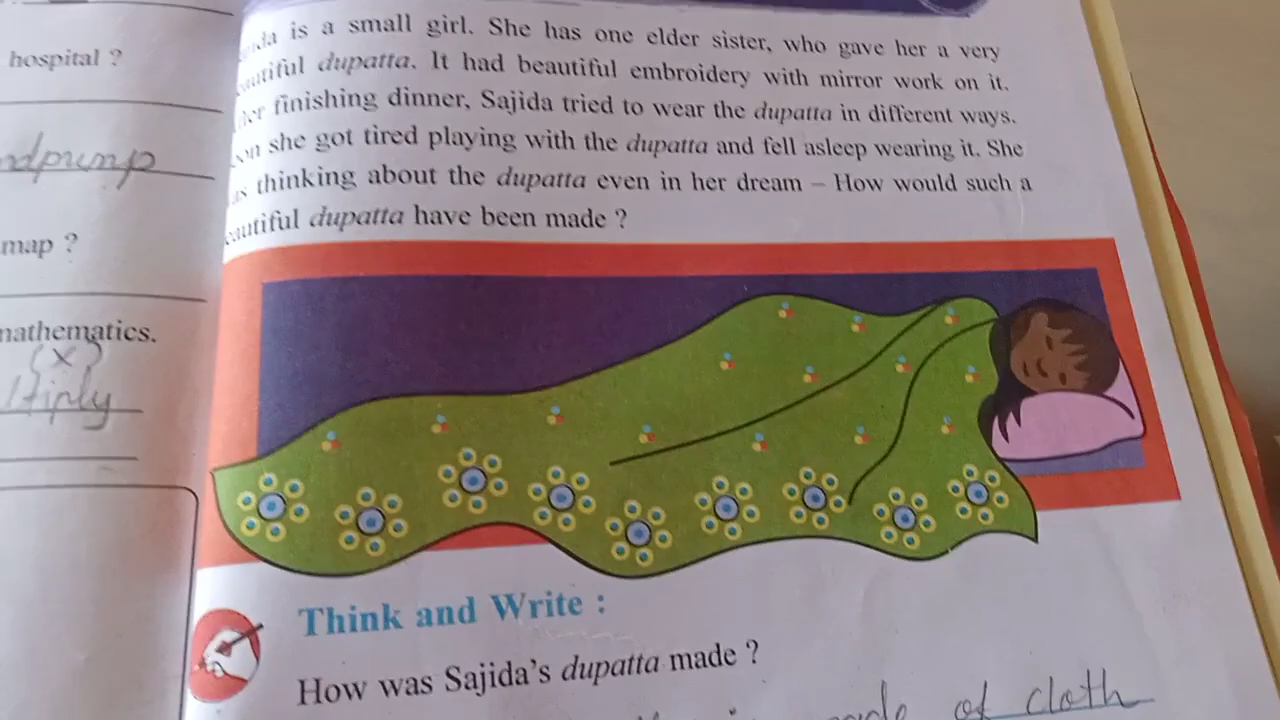 hospital ?
map ?
mathematics.
(x)
is a small girl. She has one elder sister, who gave her a very
dupatta. It had beautiful embroidery with mirror work on it.
finishing dinner, Sajida tried to wear the dupatta in different ways.
she got tired playing with the dupatta and fell asleep wearing it. She
thinking about the dupatta even in her dream – How would such a
dupatta have been made ?
Think and Write :
How was Sajida's dupatta made ?
of cloth